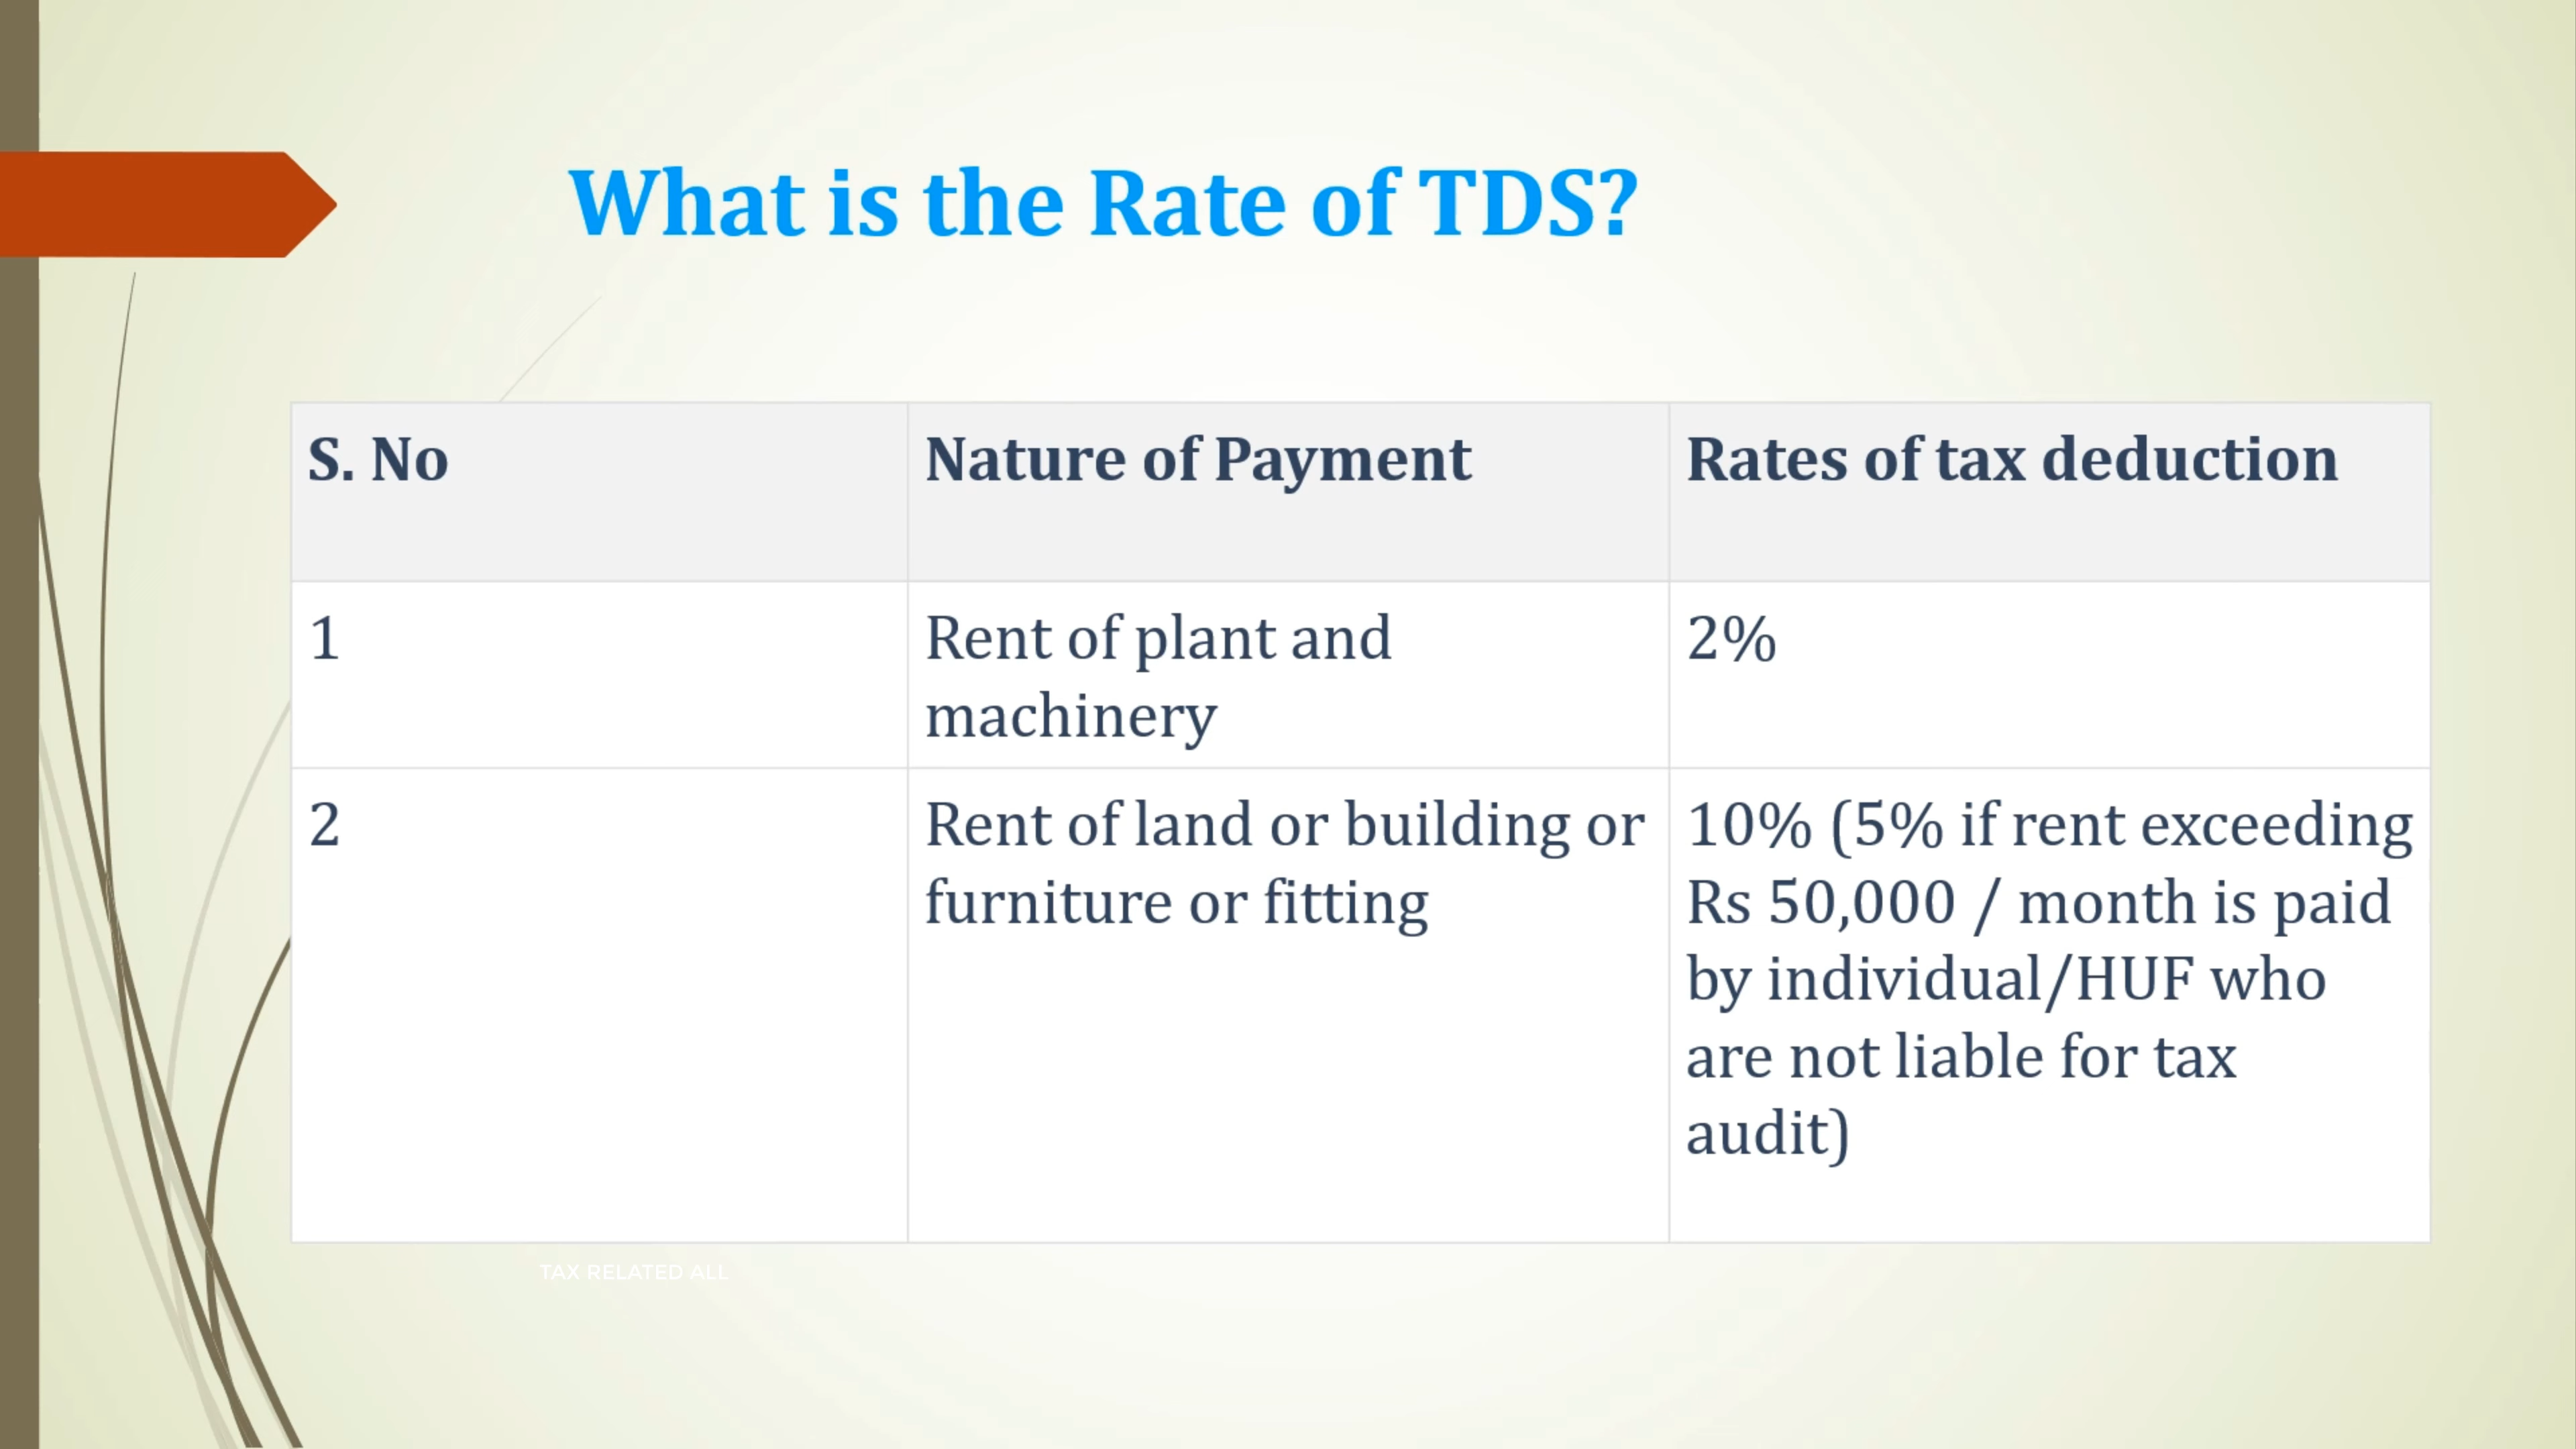 What is the Rate of TDS?
S. No
Nature of Payment
Rates of tax deduction
1
Rent of plant and
machinery
2%
2
Rent of land or building or
furniture or fitting
10% (5% if rent exceeding
Rs 50,000 / month is paid
by individual/HUF who
are not liable for tax
audit)
TAX RELATED ALL